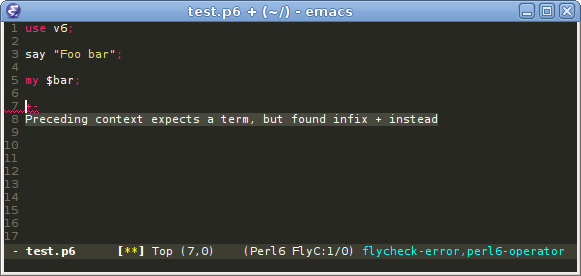 test.p6 + (~/) - emacs
1 use v6;
2
3 say "Foo bar";
4
5 my $bar;
6
7 +-
8 Preceding context expects a term, but found infix + instead
9
10
11
12
13
14
15
16
17
- test.p6 [**] Top (7,0) (Perl6 FlyC:1/0) flycheck-error,perl6-operator